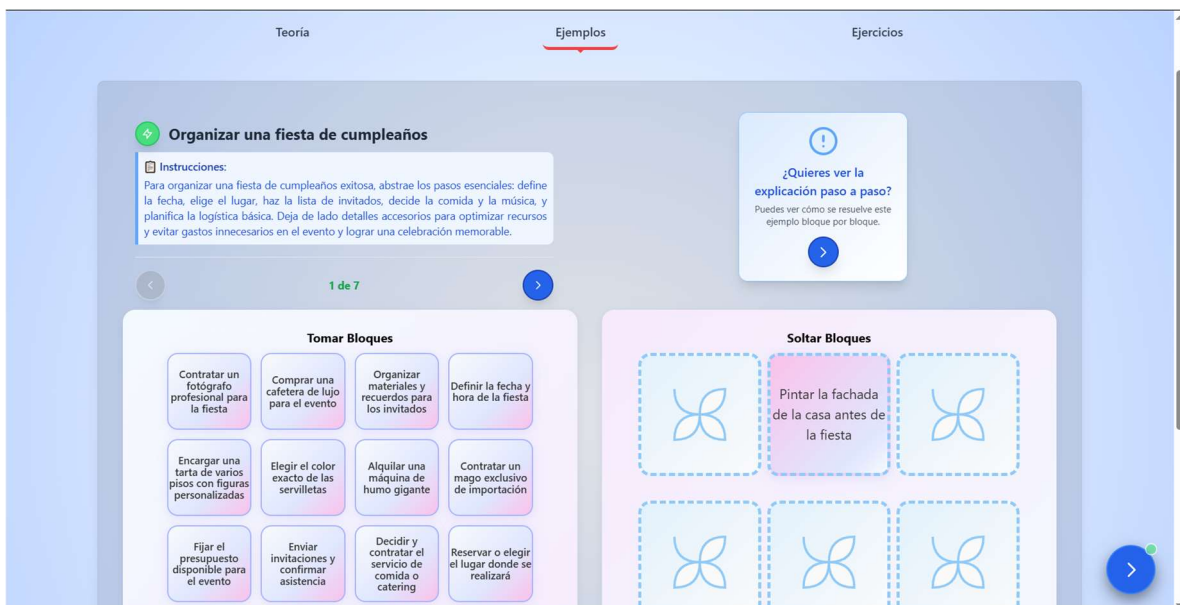 Teoría
Ejemplos
Ejercicios
Organizar una fiesta de cumpleaños
Instrucciones:
Para organizar una fiesta de cumpleaños exitosa, abstrae los pasos esenciales: define
la fecha, elige el lugar, haz la lista de invitados, decide la comida y la música, y
planifica la logística básica. Deja de lado detalles accesorios para optimizar recursos
y evitar gastos innecesarios en el evento y lograr una celebración memorable.
1 de 7
¿Quieres ver la
explicación paso a paso?
Puedes ver cómo se resuelve este
ejemplo bloque por bloque.
Tomar Bloques
Contratar un
fotógrafo
profesional para
la fiesta
Comprar una
cafetera de lujo
para el evento
Organizar
materiales y
recuerdos para
los invitados
Definir la fecha y
hora de la fiesta
Encargar una
tarta de varios
pisos con figuras
personalizadas
Elegir el color
exacto de las
servilletas
Alquilar una
máquina de
humo gigante
Contratar un
mago exclusivo
de importación
Fijar el
presupuesto
disponible para
el evento
Enviar
invitaciones y
confirmar
asistencia
Decidir y
contratar el
servicio de
comida o
catering
Reservar o elegir
el lugar donde se
realizará
Soltar Bloques
Pintar la fachada
de la casa antes de
la fiesta